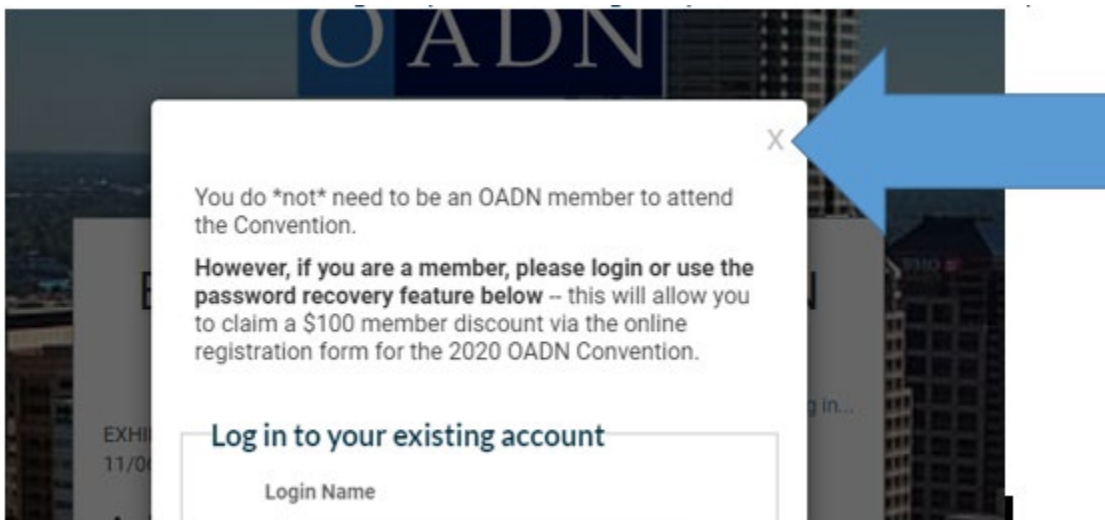 OADN
X
You do *not* need to be an OADN member to attend
the Convention.
However, if you are a member, please login or use the
password recovery feature below -- this will allow you
to claim a $100 member discount via the online
registration form for the 2020 OADN Convention.
g in...
EXHI
Log in to your existing account
11/0
Login Name